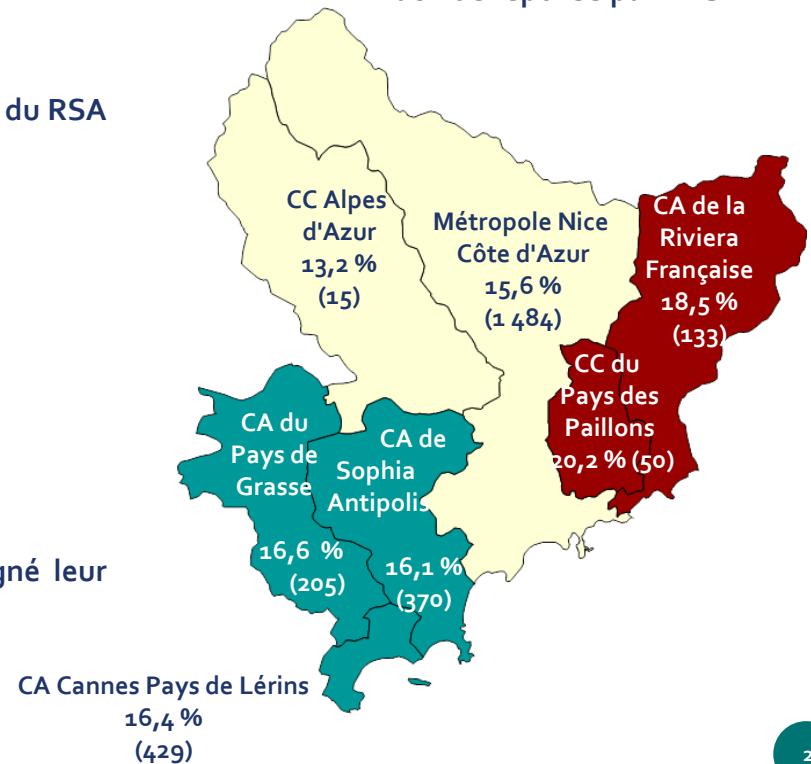 du RSA
CC Alpes
d'Azur
13,2 %
(15)
Métropole Nice
Côte d'Azur
15,6 %
(1 484)
CA de la
Riviera
Française
18,5 %
(133)
CC du
Pays des
Paillons
20,2 % (50)
CA du
Pays de
Grasse
16,6 %
(205)
CA de
Sophia
Antipolis
16,1 %
(370)
gné leur
CA Cannes Pays de Lérins
16,4 %
(429)
2